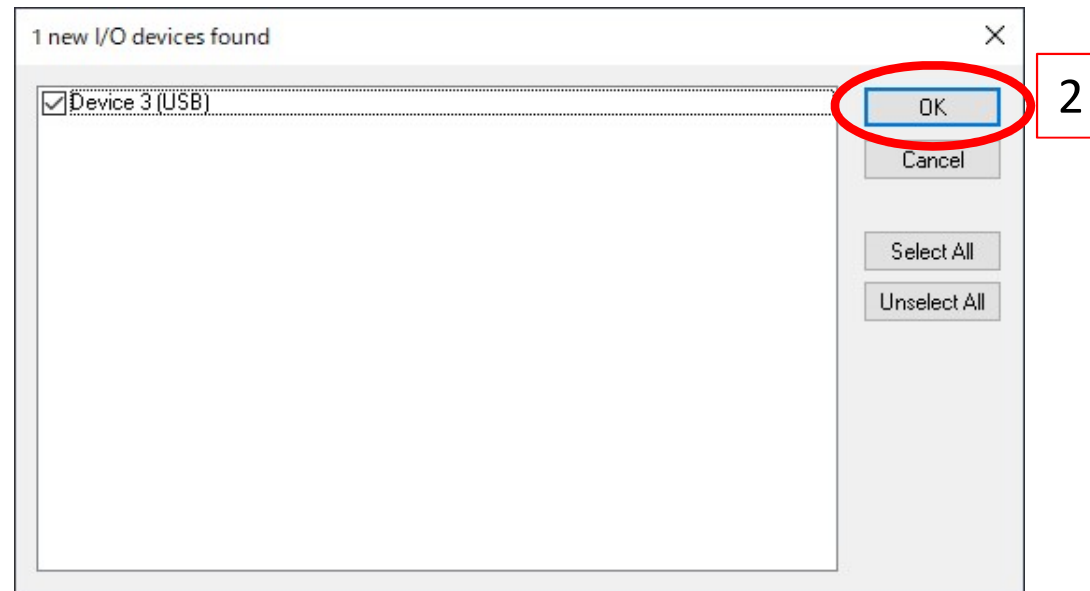 1 new I/O devices found
Device 3 (USB)
OK
2
Cancel
Select All
Unselect All